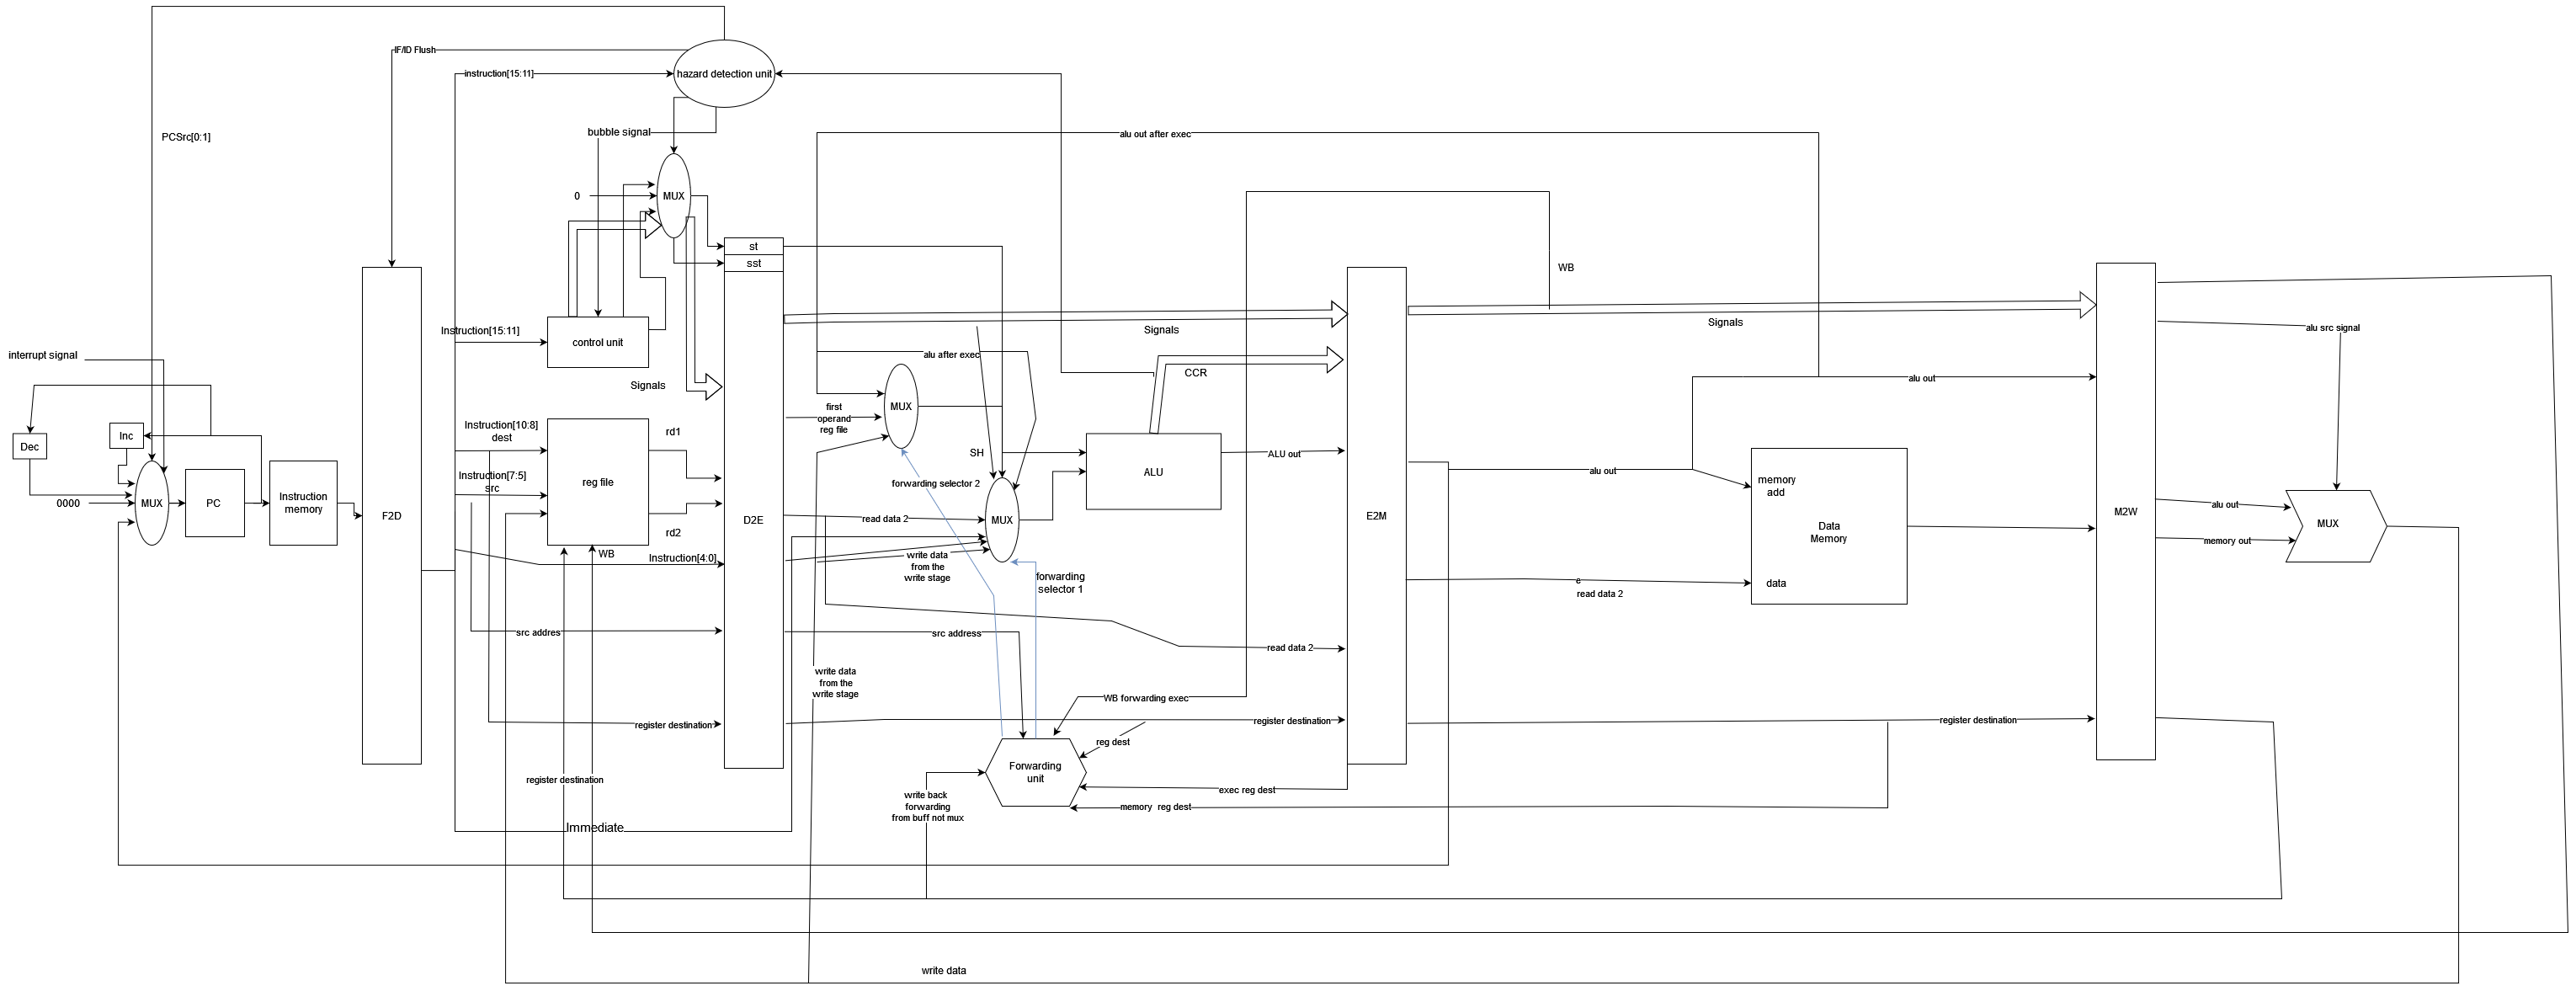 IF/ID Flush
hazard detection unit
instruction[15:11]
PCSrc[0:1]
bubble signal
alu out after exec
0
MUX
st
sst
WB
Instruction[15:11]
control unit
Signals
Signals
alu src signal
interrupt signal
alu after exec
CCR
Signals
alu out
MUX
first
operand
reg file
Dec
Inc
Instruction[10:8]
dest
rd1
SH
ALU
ALU out
alu out
memory
add
Instruction[7:5]
src
reg file
forwarding selector 2
0000
MUX
PC
Instruction
memory
F2D
D2E
read data 2
MUX
E2M
Data
Memory
M2W
alu out
MUX
rd2
memory out
WB
Instruction[4:0]
write data
from the
write stage
forwarding
selector 1
e
read data 2
data
src addres
src address
read data 2
write data
from the
write stage
WB forwarding exec
register destination
register destination
register destination
reg dest
Forwarding
unit
register destination
exec reg dest
write back
forwarding
from buff not mux
memory  reg dest
Immediate
write data